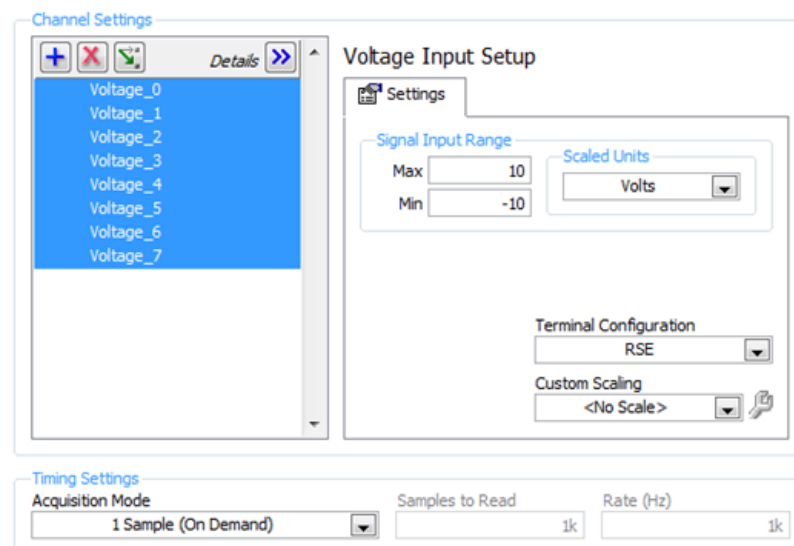 Channel Settings
Details
Voltage_0
Voltage_1
Voltage_2
Voltage_3
Voltage_4
Voltage_5
Voltage_6
Voltage_7
Voltage Input Setup
Settings
Signal Input Range
Max 10
Min -10
Scaled Units
Volts
Terminal Configuration
RSE
Custom Scaling
<No Scale>
Timing Settings
Acquisition Mode
1 Sample (On Demand)
Samples to Read
1k
Rate (Hz)
1k